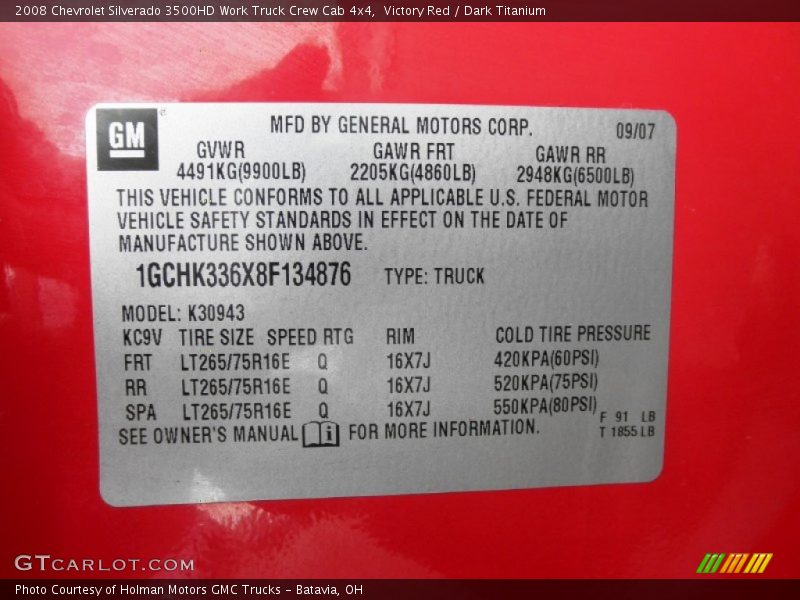 2008 Chevrolet Silverado 3500HD Work Truck Crew Cab 4x4,  Victory Red / Dark Titanium
GM
MFD BY GENERAL MOTORS CORP.
09/07
GVWR GAWR FRT GAWR RR
4491KG(9900LB) 2205KG(4860LB) 2948KG(6500LB)
THIS VEHICLE CONFORMS TO ALL APPLICABLE U.S. FEDERAL MOTOR
VEHICLE SAFETY STANDARDS IN EFFECT ON THE DATE OF
MANUFACTURE SHOWN ABOVE.
1GCHK336X8F134876 TYPE: TRUCK
MODEL: K30943
KC9V TIRE SIZE SPEED RTG RIM COLD TIRE PRESSURE
FRT LT265/75R16E Q 16X7J 420KPA(60PSI)
RR LT265/75R16E Q 16X7J 520KPA(75PSI)
SPA LT265/75R16E Q 16X7J 550KPA(80PSI)
F 91 LB
SEE OWNER'S MANUAL i FOR MORE INFORMATION.
T 1855 LB
GTCARLOT.COM
Photo Courtesy of Holman Motors GMC Trucks - Batavia, OH